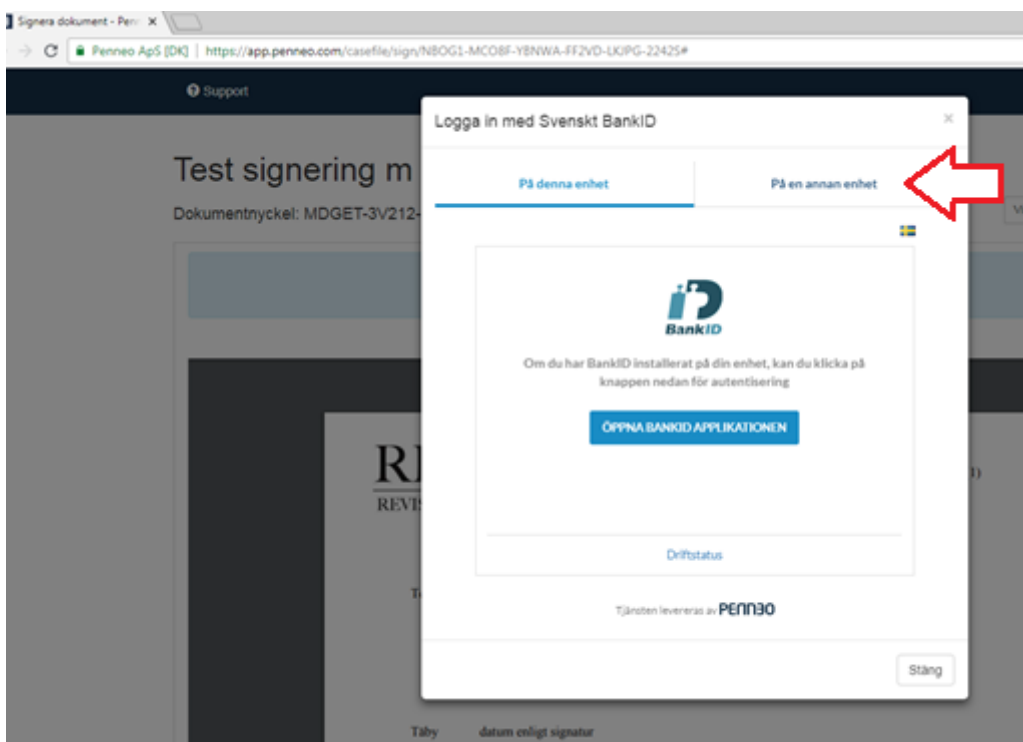 Signera dokument - Penn
Penneo ApS [DK] | https://app.penneo.com/casefile/sign/NBOG1-MCO8F-YBNWA-FF2VD-LKJPG-2242S#
Support
Logga in med Svenskt BankID
Test signering m
På denna enhet
På en annan enhet
Dokumentnyckel: MDGET-3V212-
BankID
Om du har BankID installerat på din enhet, kan du klicka på
knappen nedan för autentisering
ÖPPNA BANKID APPLIKATIONEN
REVIS
Driftstatus
Tjänsten levereras av PENNEO
Stäng
Täby datum enligt signatur